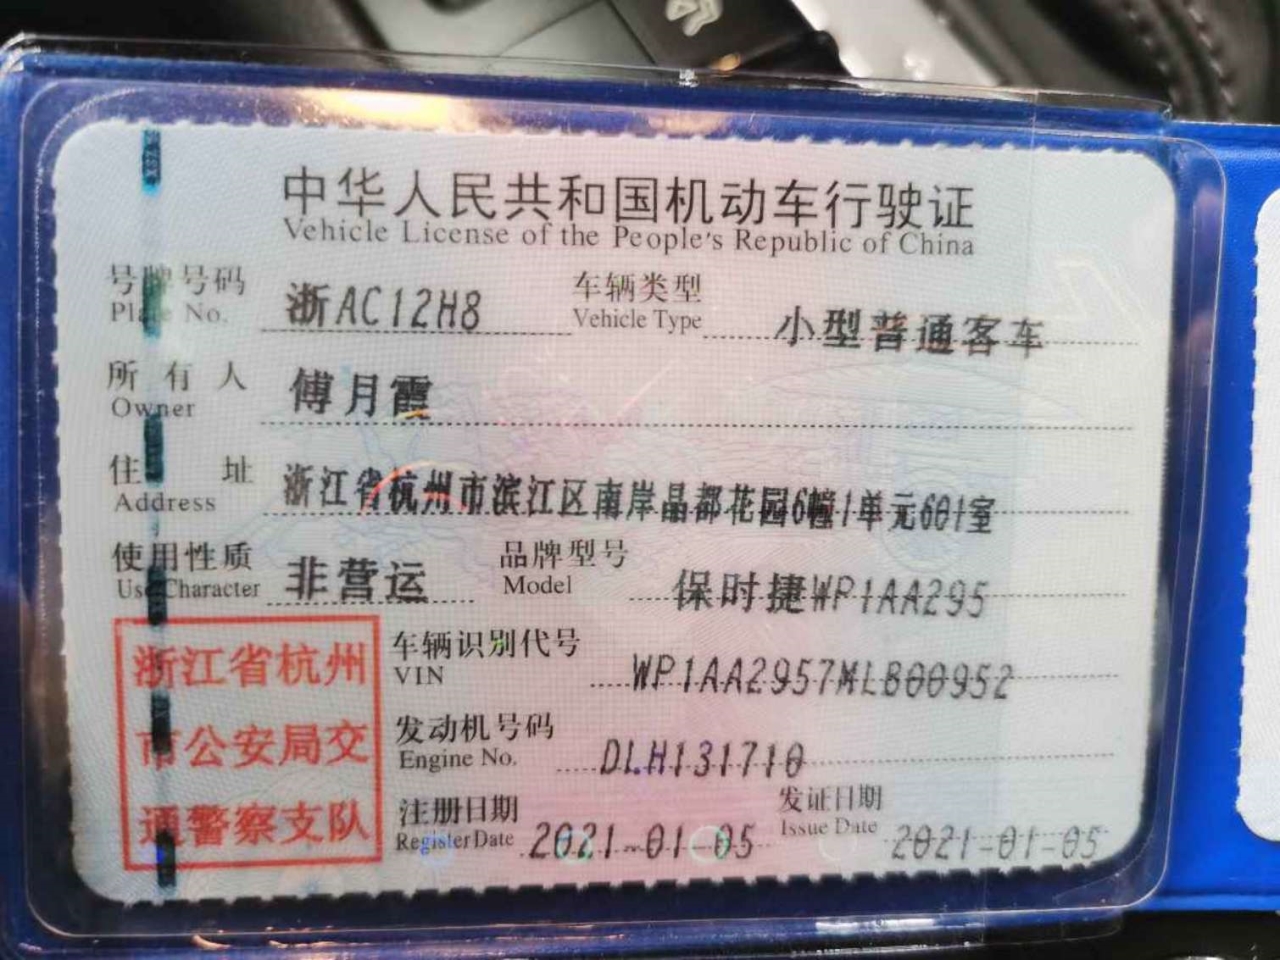 中华人民共和国机动车行驶证
Vehicle License of the People's Republic of China
号牌号码 浙AC12H8 车辆类型 小型普通客车
Plate No. Vehicle Type
所有人 傅月霞
Owner
住址 浙江省杭州市滨江区南岸晶都花园6幢1单元601室
Address
使用性质 非营运 品牌型号 保时捷WP1AA295
Use Character Model
浙江省杭州
市公安局交
通警察支队
车辆识别代号
VIN WP1AA2957MLB00952
发动机号码
Engine No. DLH131710
注册日期 发证日期
Register Date 2021-01-05 Issue Date 2021-01-05